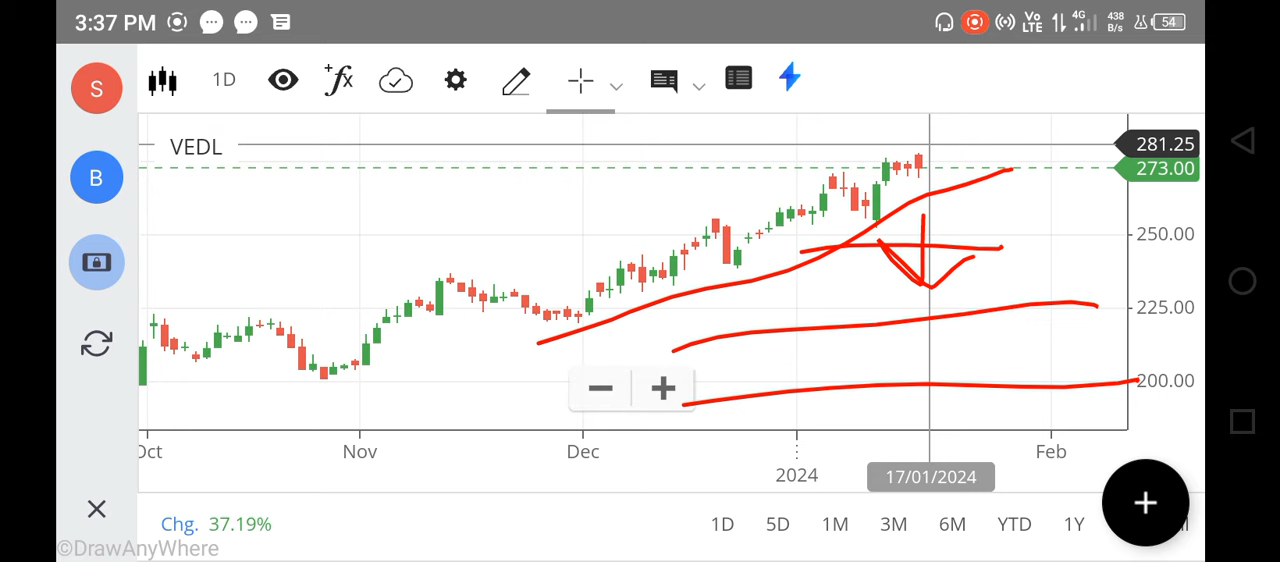 3:37 PM
Vo
LTE
4G
438
B/s
54
S
1D
fx
B
VEDL
281.25
273.00
250.00
225.00
200.00
Oct
Nov
Dec
2024
17/01/2024
Feb
Chg. 37.19%
1D 5D 1M 3M 6M YTD 1Y
©DrawAnyWhere